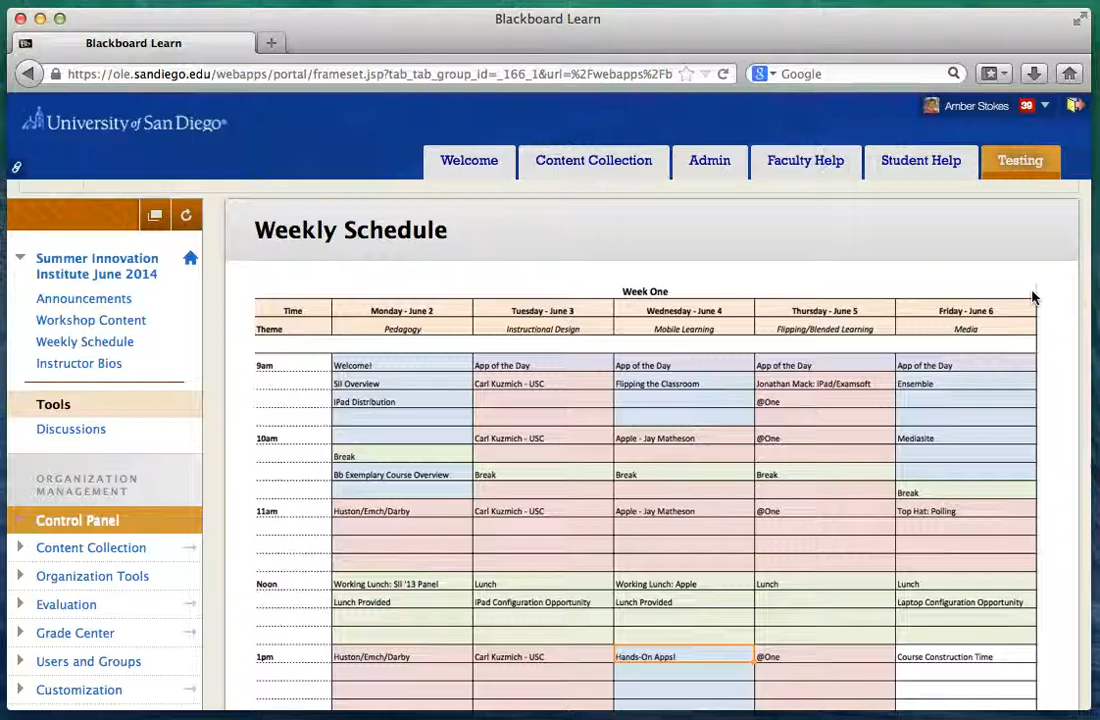 Blackboard Learn
Blackboard Learn
https://ole.sandiego.edu/webapps/portal/frameset.jsp?tab_tab_group_id=_166_1&url=%2Fwebapps%2Fb
Google
University of San Diego
Amber Stokes 39
Welcome Content Collection Admin Faculty Help Student Help Testing
Summer Innovation
Institute June 2014
Announcements
Workshop Content
Weekly Schedule
Instructor Bios
Tools
Discussions
ORGANIZATION
MANAGEMENT
Control Panel
Content Collection
Organization Tools
Evaluation
Grade Center
Users and Groups
Customization
Weekly Schedule
Week One
Time Monday - June 2 Tuesday - June 3 Wednesday - June 4 Thursday - June 5 Friday - June 6
Theme Pedagogy Instructional Design Mobile Learning Flipping/Blended Learning Media
9am Welcome! App of the Day App of the Day App of the Day App of the Day
SII Overview Carl Kuzmich - USC Flipping the Classroom Jonathan Mack: iPad/Examsoft Ensemble
iPad Distribution @One
10am Carl Kuzmich - USC Apple - Jay Matheson @One Mediasite
Break
Bb Exemplary Course Overview Break Break Break
Break
11am Huston/Emch/Darby Carl Kuzmich - USC Apple - Jay Matheson @One Top Hat: Polling
Noon Working Lunch: SII '13 Panel Lunch Working Lunch: Apple Lunch Lunch
Lunch Provided iPad Configuration Opportunity Lunch Provided Laptop Configuration Opportunity
1pm Huston/Emch/Darby Carl Kuzmich - USC Hands-On Apps! @One Course Construction Time